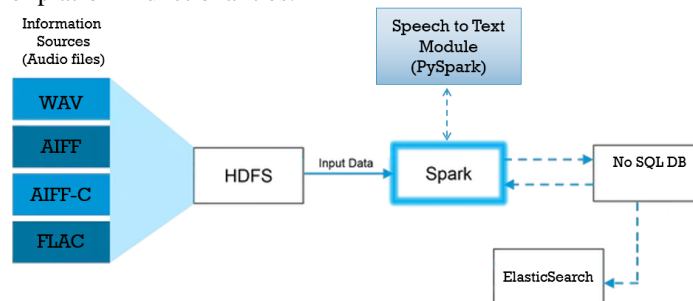 Information
Sources
(Audio files)
WAV
AIFF
AIFF-C
FLAC
HDFS
Input Data
Speech to Text
Module
(PySpark)
Spark
No SQL DB
ElasticSearch